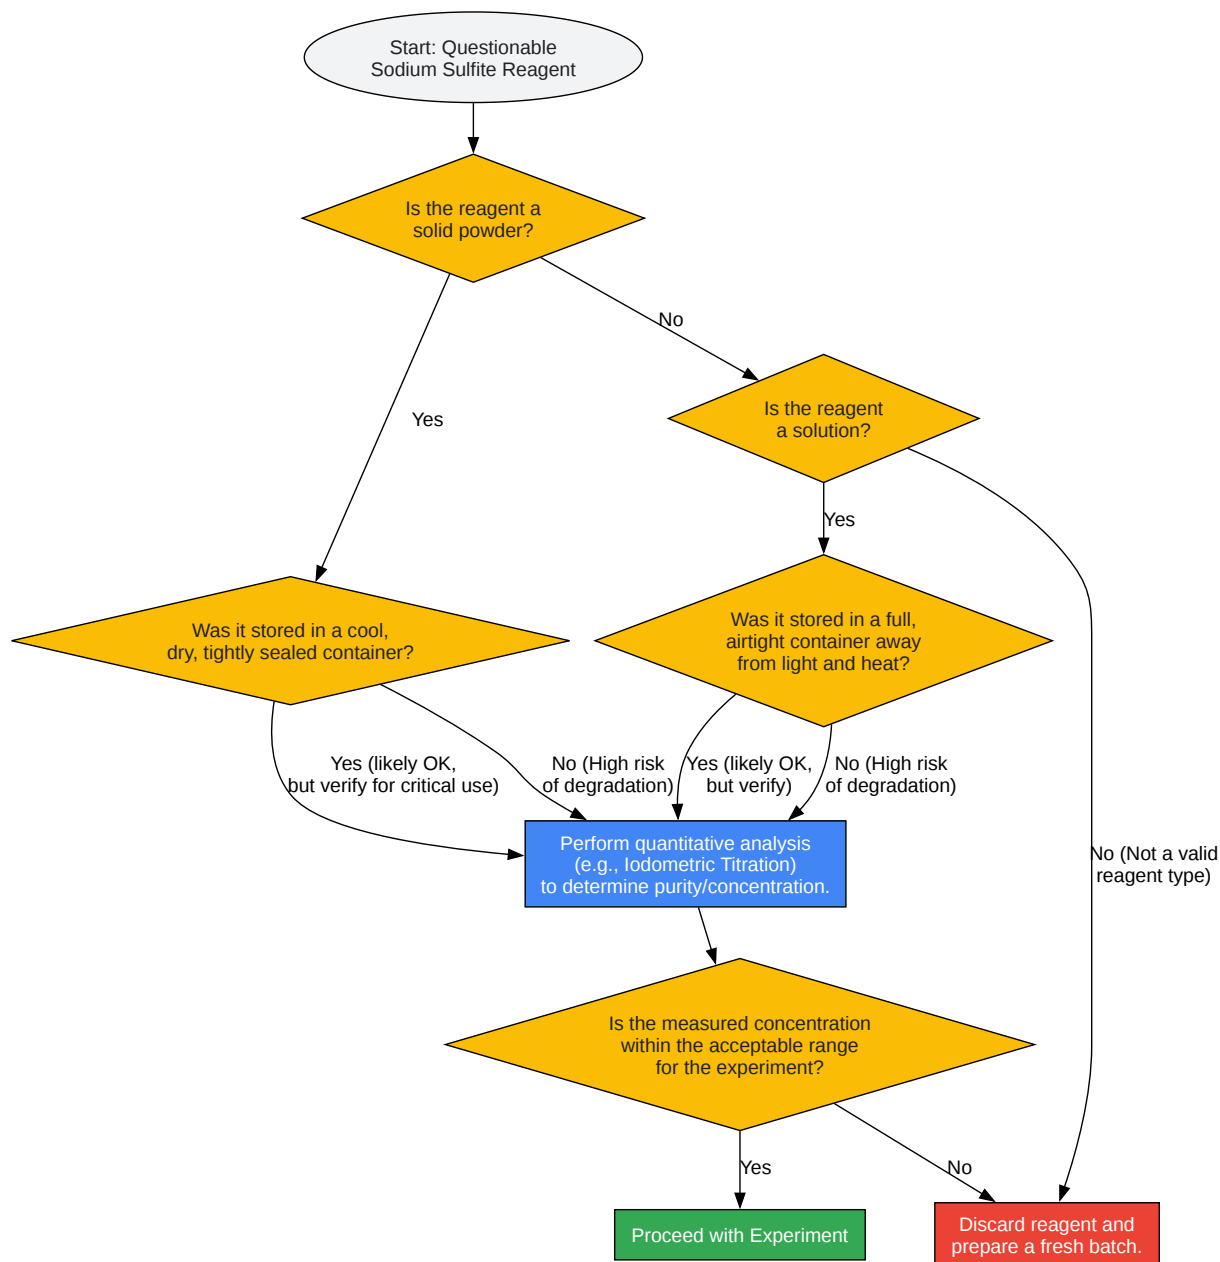 Start: Questionable
Sodium Sulfite Reagent
Is the reagent a
solid powder?
No
Is the reagent
a solution?
Yes
Yes
Was it stored in a cool,
dry, tightly sealed container?
Was it stored in a full,
airtight container away
from light and heat?
Yes (likely OK,
but verify for critical use)
No (High risk
of degradation)
Yes (likely OK,
but verify)
No (High risk
of degradation)
Perform quantitative analysis
(e.g., Iodometric Titration)
to determine purity/concentration.
No (Not a valid
reagent type)
Is the measured concentration
within the acceptable range
for the experiment?
Yes
No
Proceed with Experiment
Discard reagent and
prepare a fresh batch.